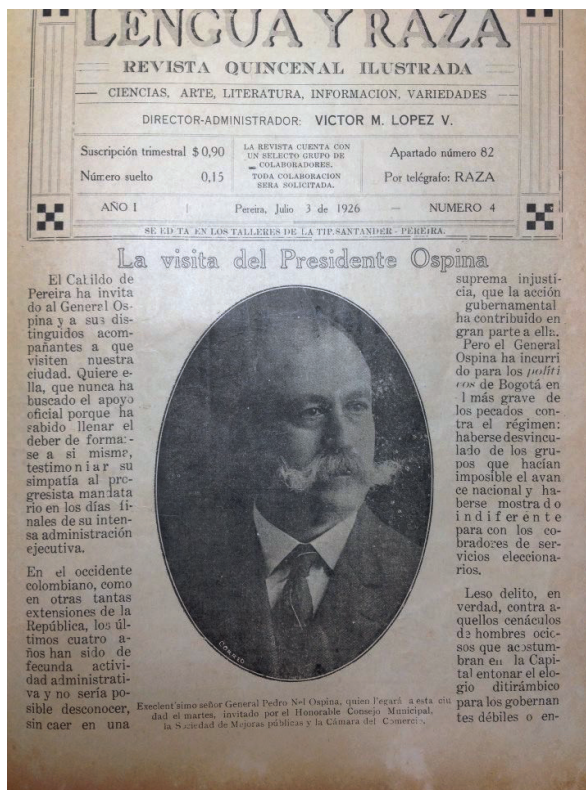 LENGUA Y RAZA
REVISTA QUINCENAL ILUSTRADA
CIENCIAS, ARTE, LITERATURA, INFORMACION, VARIEDADES
DIRECTOR-ADMINISTRADOR: VICTOR M. LOPEZ V.
Suscripción trimestral $ 0,90
Número suelto 0,15
LA REVISTA CUENTA CON
UN SELECTO GRUPO DE
COLABORADORES.
TODA COLABORACION
SERA SOLICITADA.
Apartado número 82
Por telégrafo: RAZA
AÑO I Pereira, Julio 3 de 1926 — NUMERO 4
SE EDITA EN LOS TALLERES DE LA TIP. SANTANDER - PEREIRA.
La visita del Presidente Ospina
El Cabildo de
Pereira ha invita
do al General Os-
pina y a sus dis-
tinguidos acom-
pañantes a que
visiten nuestra
ciudad. Quiere e-
lla, que nunca ha
buscado el apoyo
oficial porque ha
sabido llenar el
deber de formar-
se a si misma,
testimoniar su
simpatía al pro-
gresista mandata
rio en los días fi-
nales de su inten-
sa administración
ejecutiva.
En el occidente
colombiano, como
en otras tantas
extensiones de la
República, los úl-
timos cuatro a-
ños han sido de
fecunda activi-
dad administrati-
va y no sería po-
sible desconocer,
sin caer en una
CORREO
Excelentísimo señor General Pedro Nel Ospina, quien llegará a esta ciu
dad el martes, invitado por el Honorable Consejo Municipal,
la Sociedad de Mejoras públicas y la Cámara del Comercio,
suprema injusti-
cia, que la acción
gubernamental
ha contribuido en
gran parte a ella.
Pero el General
Ospina ha incurri
do para los políti
cos de Bogotá en
l más grave de
los pecados con-
tra el régimen:
haberse desvincu-
lado de los gru-
pos que hacían
imposible el avan
ce nacional y ha-
berse mostrado
indiferente
para con los co-
bradores de ser-
vicios elecciona-
rios.
Leso delito, en
verdad, contra a-
quellos cenáculos
de hombres ocio-
sos que acostum-
bran en la Capi-
tal entonar el elo-
gio ditirámbico
para los gobernan
tes débiles o en-